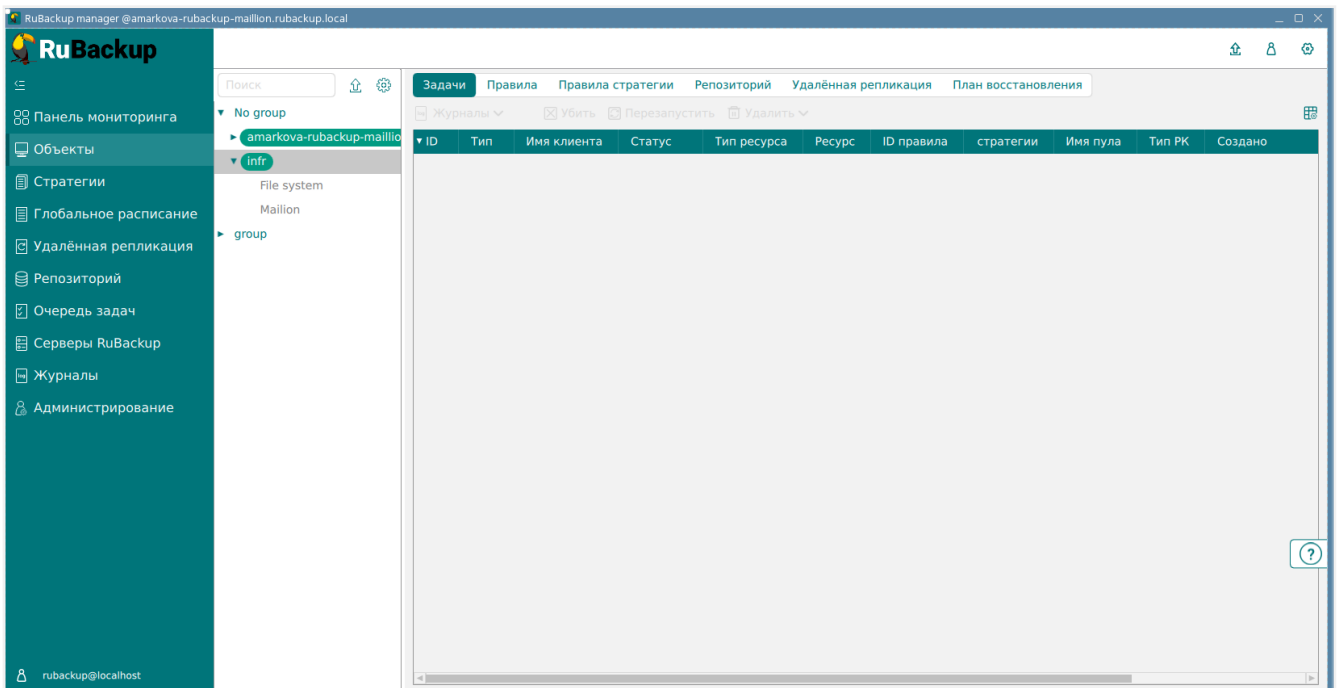 RuBackup manager @amarkova-rubackup-maillion.rubackup.local
RuBackup
Поиск
Задачи Правила Правила стратегии Репозиторий Удалённая репликация План восстановления
Панель мониторинга
No group
Журналы Убить Перезапустить Удалить
Объекты
amarkova-rubackup-maillio
ID Тип Имя клиента Статус Тип ресурса Ресурс ID правила стратегии Имя пула Тип РК Создано
infr
Стратегии
File system
Глобальное расписание
Mailion
Удалённая репликация
group
Репозиторий
Очередь задач
Серверы RuBackup
?
Журналы
Администрирование
rubackup@localhost